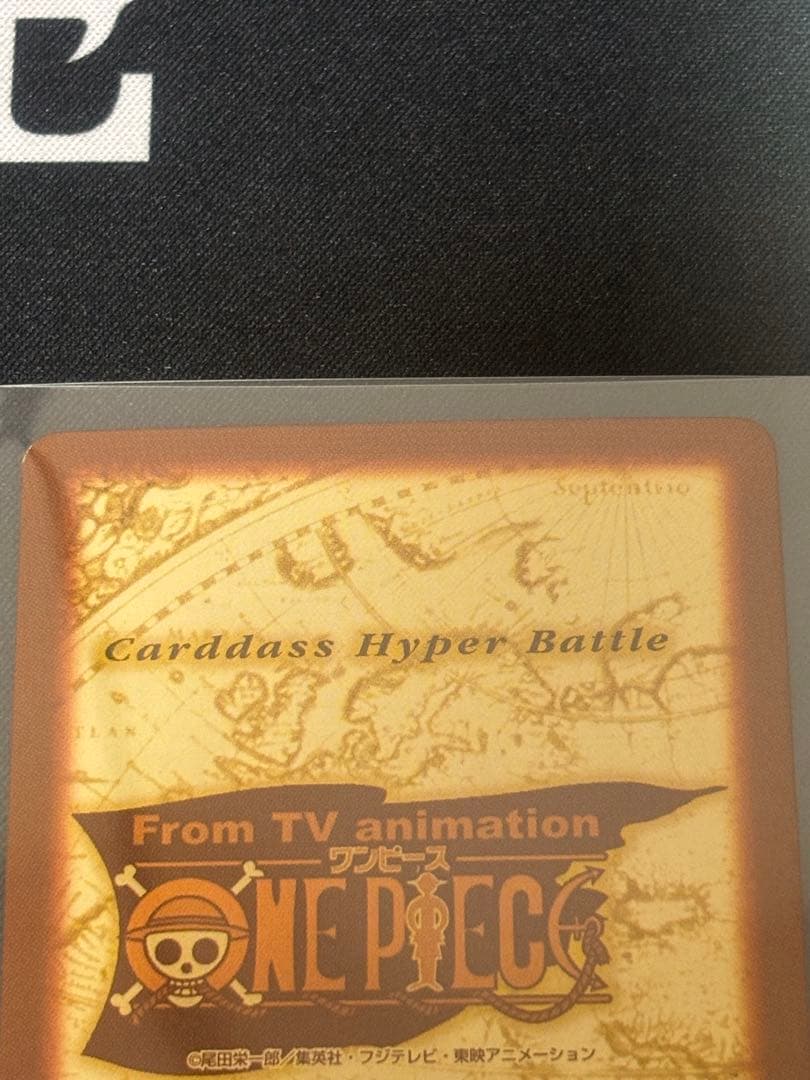 Septentrio
Carddass Hyper Battle
TLAN
From TV animation
ワンピース
ONE PIECE
©尾田栄一郎／集英社・フジテレビ・東映アニメーション